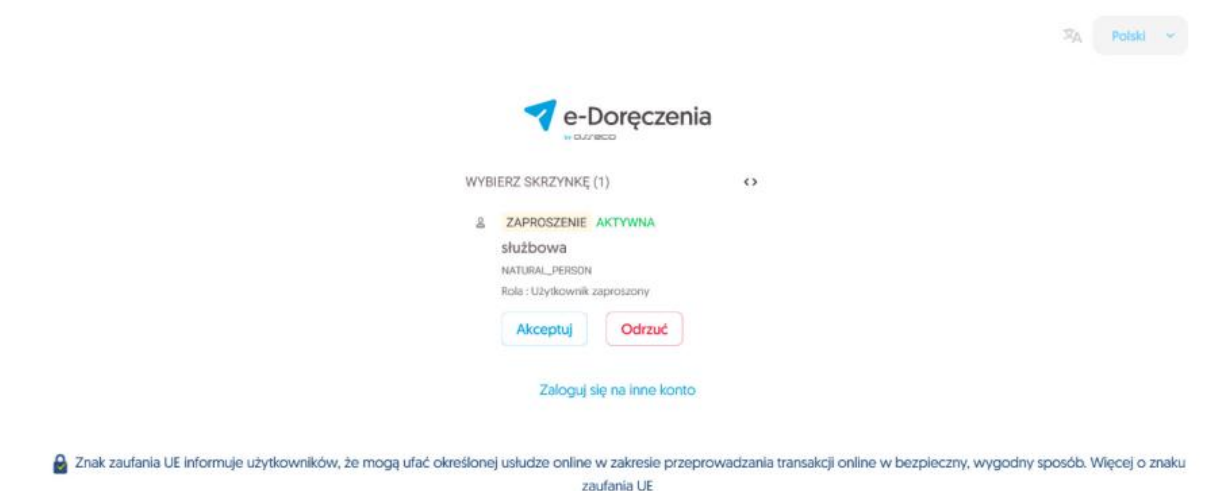 Polski
e-Doręczenia
by asseco
WYBIERZ SKRZYNKĘ (1)
ZAPROSZENIE AKTYWNA
służbowa
NATURAL_PERSON
Rola : Użytkownik zaproszony
Akceptuj Odrzuć
Zaloguj się na inne konto
Znak zaufania UE informuje użytkowników, że mogą ufać określonej usłudze online w zakresie przeprowadzania transakcji online w bezpieczny, wygodny sposób. Więcej o znaku
zaufania UE